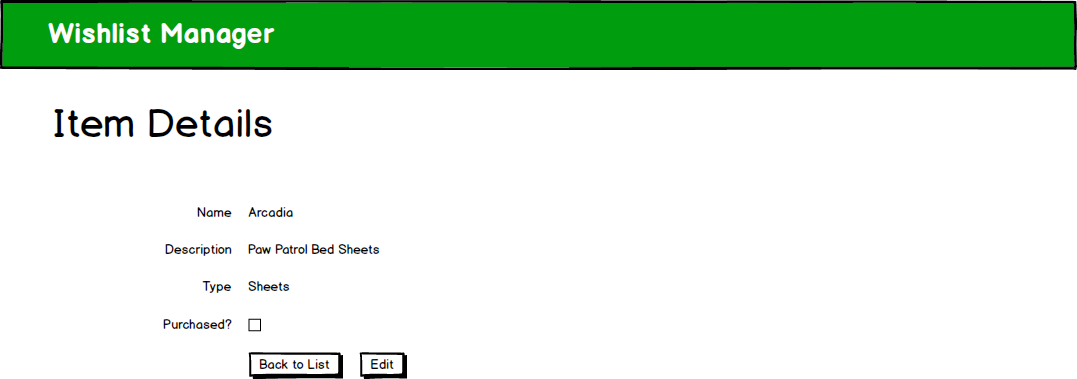 Wishlist Manager
Item Details
Name Arcadia
Description Paw Patrol Bed Sheets
Type Sheets
Purchased?
Back to List Edit